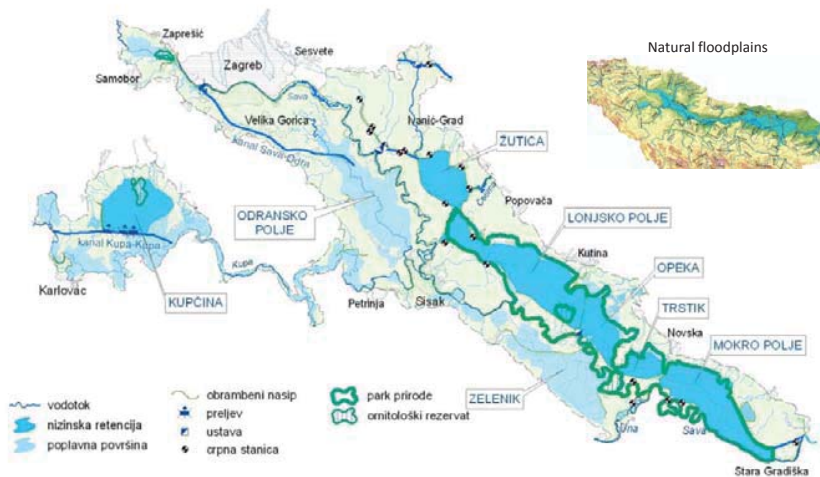 Natural floodplains
Zaprešić
Samobor
Zagreb
Sesvete
Sava
Velika Gorica
Ivanić-Grad
kanal Sava-Odra
ŽUTICA
Popovača
ODRANSKO
POLJE
LONJSKO POLJE
Kutina
OPEKA
kanal Kupa-Kupa
Kupa
Karlovac
KUPČINA
Petrinja
Sisak
TRSTIK
Novska
MOKRO POLJE
ZELENIK
Una
Sava
Stara Gradiška
vodotok
nizinska retencija
poplavna površina
obrambeni nasip
preljev
ustava
crpna stanica
park prirode
ornitološki rezervat